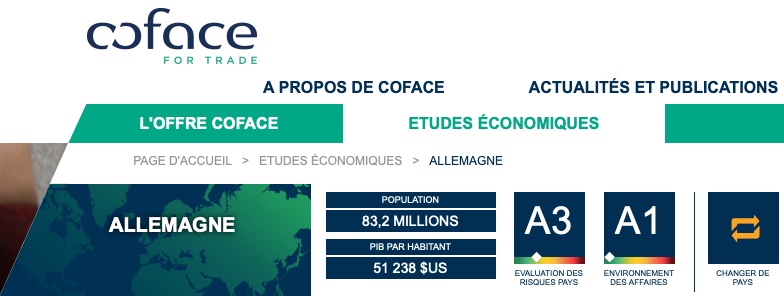 coface
FOR TRADE
A PROPOS DE COFACE
ACTUALITÉS ET PUBLICATIONS
L'OFFRE COFACE
ETUDES ÉCONOMIQUES
PAGE D'ACCUEIL > ETUDES ÉCONOMIQUES > ALLEMAGNE
ALLEMAGNE
POPULATION
83,2 MILLIONS
PIB PAR HABITANT
51 238 $US
A3
EVALUATION DES
RISQUES PAYS
A1
ENVIRONNEMENT
DES AFFAIRES
CHANGER DE
PAYS